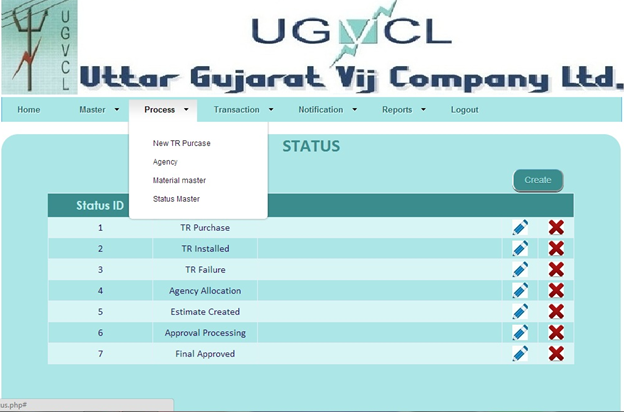 UGVCL
UGVCL
Uttar Gujarat Vij Company Ltd.
Home Master Process Transaction Notification Reports Logout
New TR Purcase
Agency
Material master
Status Master
STATUS
Create
Status ID
1 TR Purchase
2 TR Installed
3 TR Failure
4 Agency Allocation
5 Estimate Created
6 Approval Processing
7 Final Approved
us.php#